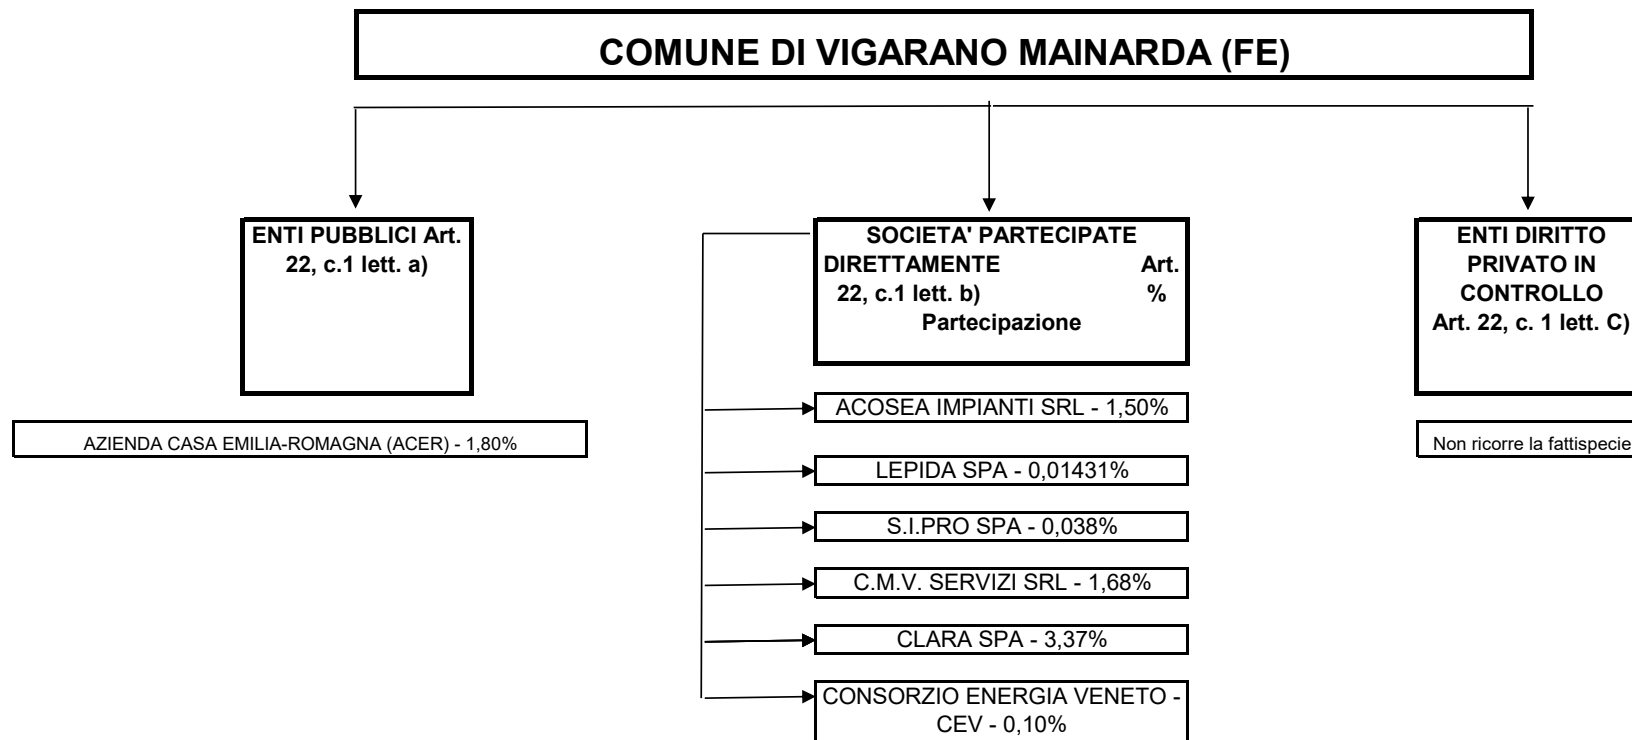 COMUNE DI VIGARANO MAINARDA (FE)
ENTI PUBBLICI Art.
22, c.1 lett. a)
AZIENDA CASA EMILIA-ROMAGNA (ACER) - 1,80%
SOCIETA' PARTECIPATE
DIRETTAMENTE Art.
22, c.1 lett. b) %
Partecipazione
ACOSEA IMPIANTI SRL - 1,50%
LEPIDA SPA - 0,01431%
S.I.PRO SPA - 0,038%
C.M.V. SERVIZI SRL - 1,68%
CLARA SPA - 3,37%
CONSORZIO ENERGIA VENETO -
CEV - 0,10%
ENTI DIRITTO
PRIVATO IN
CONTROLLO
Art. 22, c. 1 lett. C)
Non ricorre la fattispecie